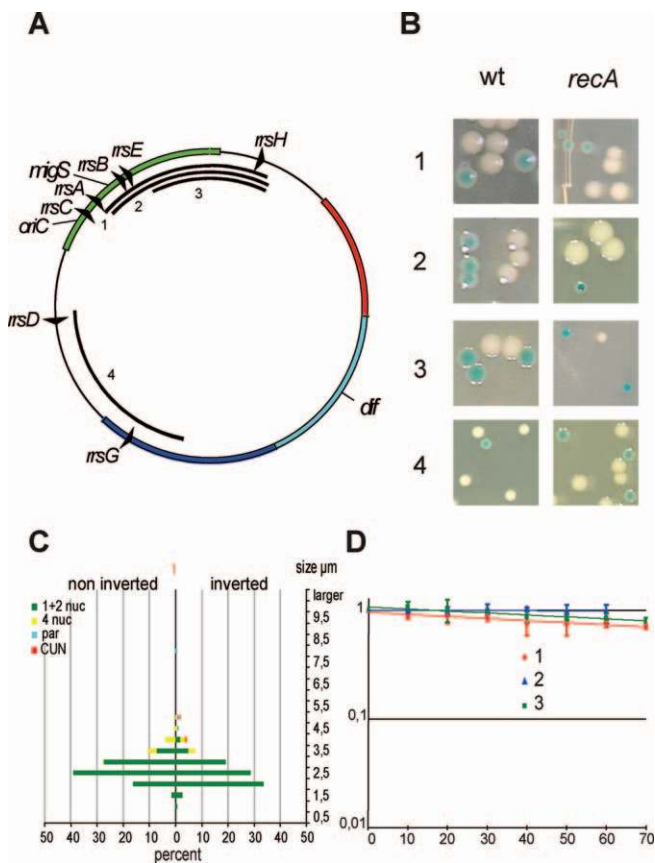 A
B
wt recA
rrsH
rrsE
rrsB
migS
rrsA
rrsC
oriC
1
2
3
rrsD
4
rrsG
dif
1
2
3
4
C
D
size µm
non inverted inverted
larger
1+2 nuc
4 nuc
par
CUN
9,5
8,5
7,5
6,5
5,5
4,5
3,5
2,5
1,5
0,5
50 40 30 20 10 0 10 20 30 40 50
percent
1
0,1
0,01
1
2
3
0 10 20 30 40 50 60 70